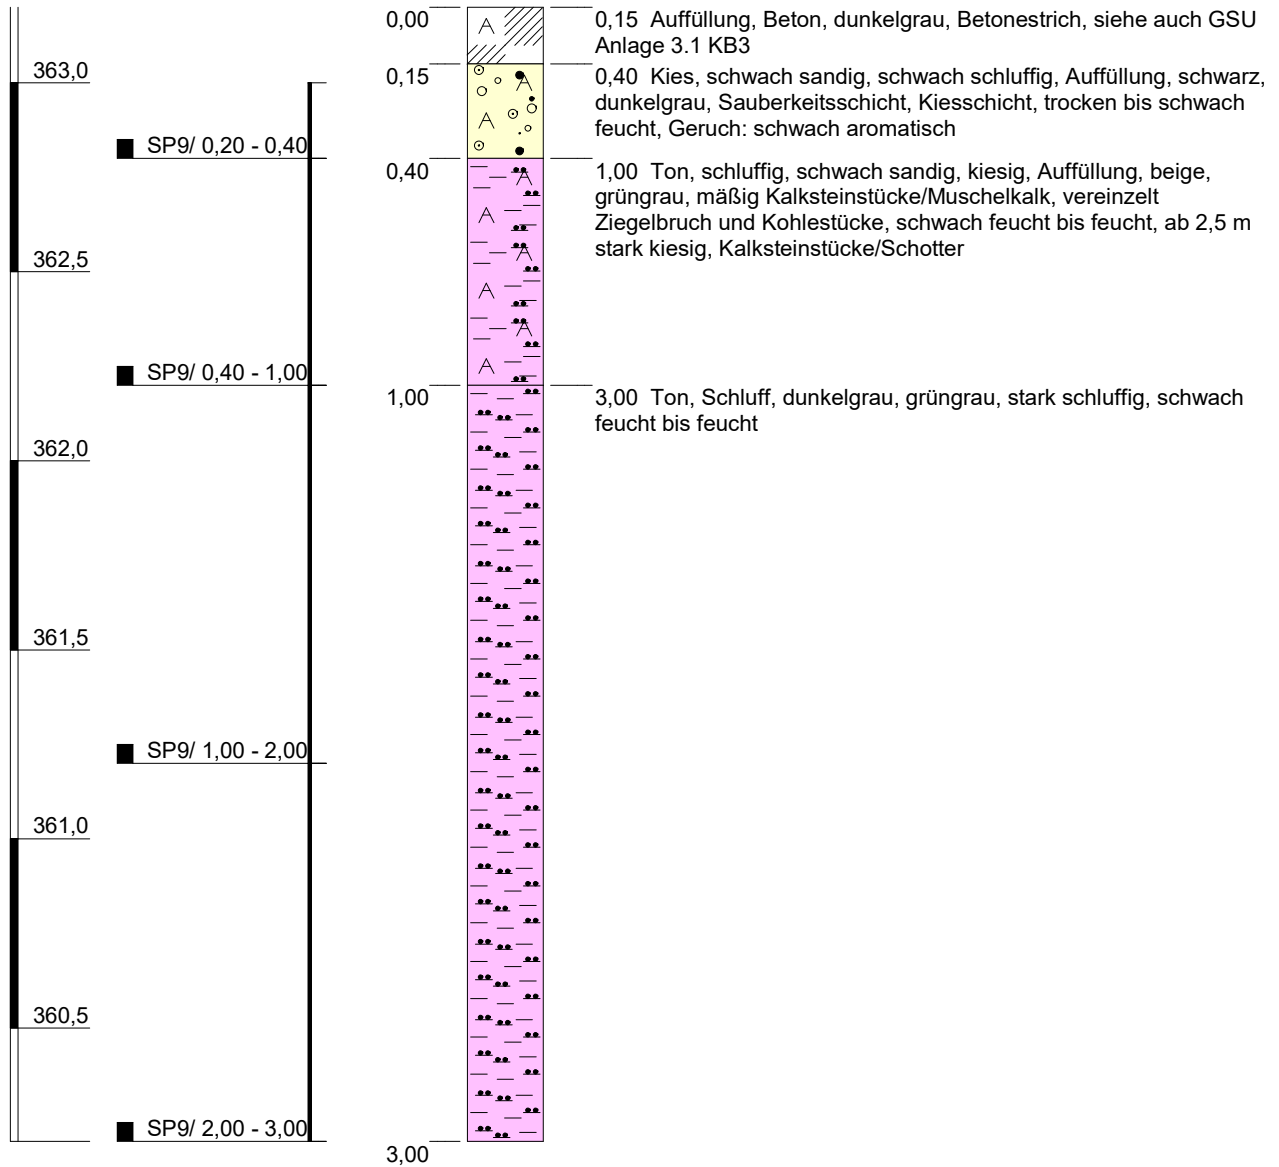 0,00
0,15 Auffüllung, Beton, dunkelgrau, Betonestrich, siehe auch GSU
Anlage 3.1 KB3
363,0
0,15
0,40 Kies, schwach sandig, schwach schluffig, Auffüllung, schwarz,
dunkelgrau, Sauberkeitsschicht, Kiesschicht, trocken bis schwach
feucht, Geruch: schwach aromatisch
SP9/ 0,20 - 0,40
0,40
1,00 Ton, schluffig, schwach sandig, kiesig, Auffüllung, beige,
grüngrau, mäßig Kalksteinstücke/Muschelkalk, vereinzelt
Ziegelbruch und Kohlestücke, schwach feucht bis feucht, ab 2,5 m
stark kiesig, Kalksteinstücke/Schotter
362,5
SP9/ 0,40 - 1,00
1,00
3,00 Ton, Schluff, dunkelgrau, grüngrau, stark schluffig, schwach
feucht bis feucht
362,0
361,5
SP9/ 1,00 - 2,00
361,0
360,5
SP9/ 2,00 - 3,00
3,00
A
A
A
A
A
A
A
A
A
A